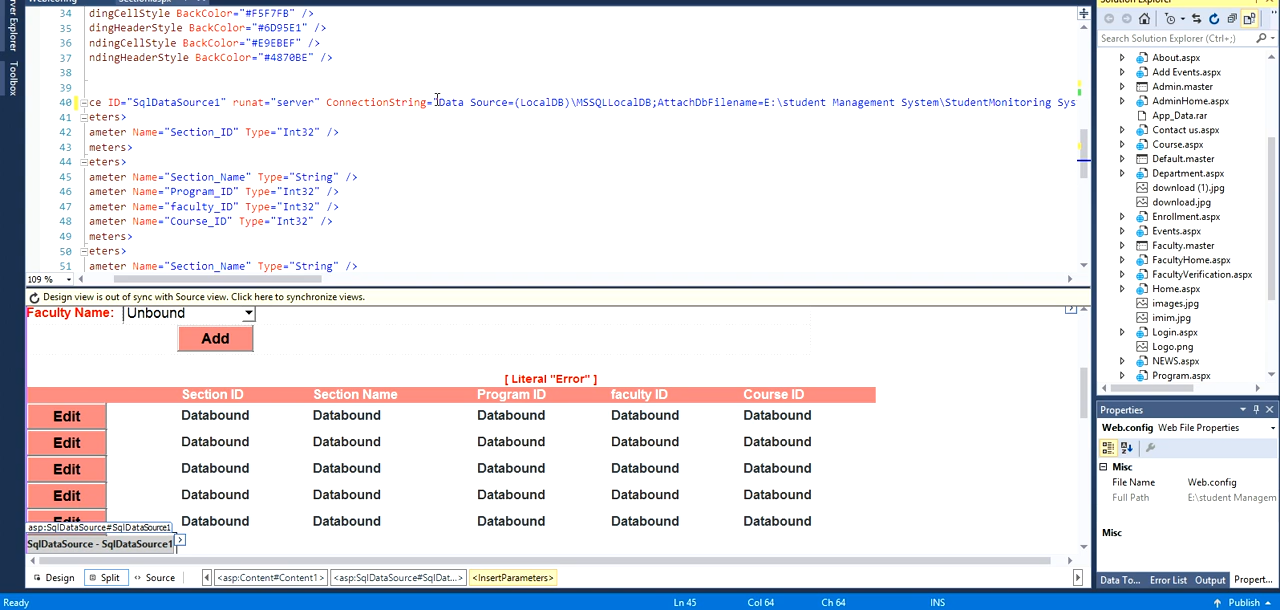 Server Explorer
Toolbox
34 dingCellStyle BackColor="#F5F7FB" />
35 dingHeaderStyle BackColor="#6D95E1" />
36 ndingCellStyle BackColor="#E9EBEF" />
37 ndingHeaderStyle BackColor="#4870BE" />
38
39
40 ce ID="SqlDataSource1" runat="server" ConnectionString="Data Source=(LocalDB)\MSSQLLocalDB;AttachDbFilename=E:\student Management System\StudentMonitoring Sys
41 eters>
42 ameter Name="Section_ID" Type="Int32" />
43 meters>
44 eters>
45 ameter Name="Section_Name" Type="String" />
46 ameter Name="Program_ID" Type="Int32" />
47 ameter Name="faculty_ID" Type="Int32" />
48 ameter Name="Course_ID" Type="Int32" />
49 meters>
50 eters>
51 ameter Name="Section_Name" Type="String" />
109 %
Design view is out of sync with Source view. Click here to synchronize views.
Faculty Name: Unbound
Add
[ Literal "Error" ]
Section ID Section Name Program ID faculty ID Course ID
Edit Databound Databound Databound Databound Databound
Edit Databound Databound Databound Databound Databound
Edit Databound Databound Databound Databound Databound
Edit Databound Databound Databound Databound Databound
Edit Databound Databound Databound Databound Databound
asp:SqlDataSource#SqlDataSource1
SqlDataSource - SqlDataSource1
Design Split Source <asp:Content#Content1> <asp:SqlDataSource#SqlDat...> <InsertParameters>
Ready Ln 45 Col 64 Ch 64 INS Publish
Solution Explorer
Search Solution Explorer (Ctrl+;)
About.aspx
Add Events.aspx
Admin.master
AdminHome.aspx
App_Data.rar
Contact us.aspx
Course.aspx
Default.master
Department.aspx
download (1).jpg
download.jpg
Enrollment.aspx
Events.aspx
Faculty.master
FacultyHome.aspx
FacultyVerification.aspx
Home.aspx
images.jpg
imim.jpg
Login.aspx
Logo.png
NEWS.aspx
Program.aspx
Properties
Web.config Web File Properties
Misc
File Name Web.config
Full Path E:\student Managem
Misc
Data To... Error List Output Propert...